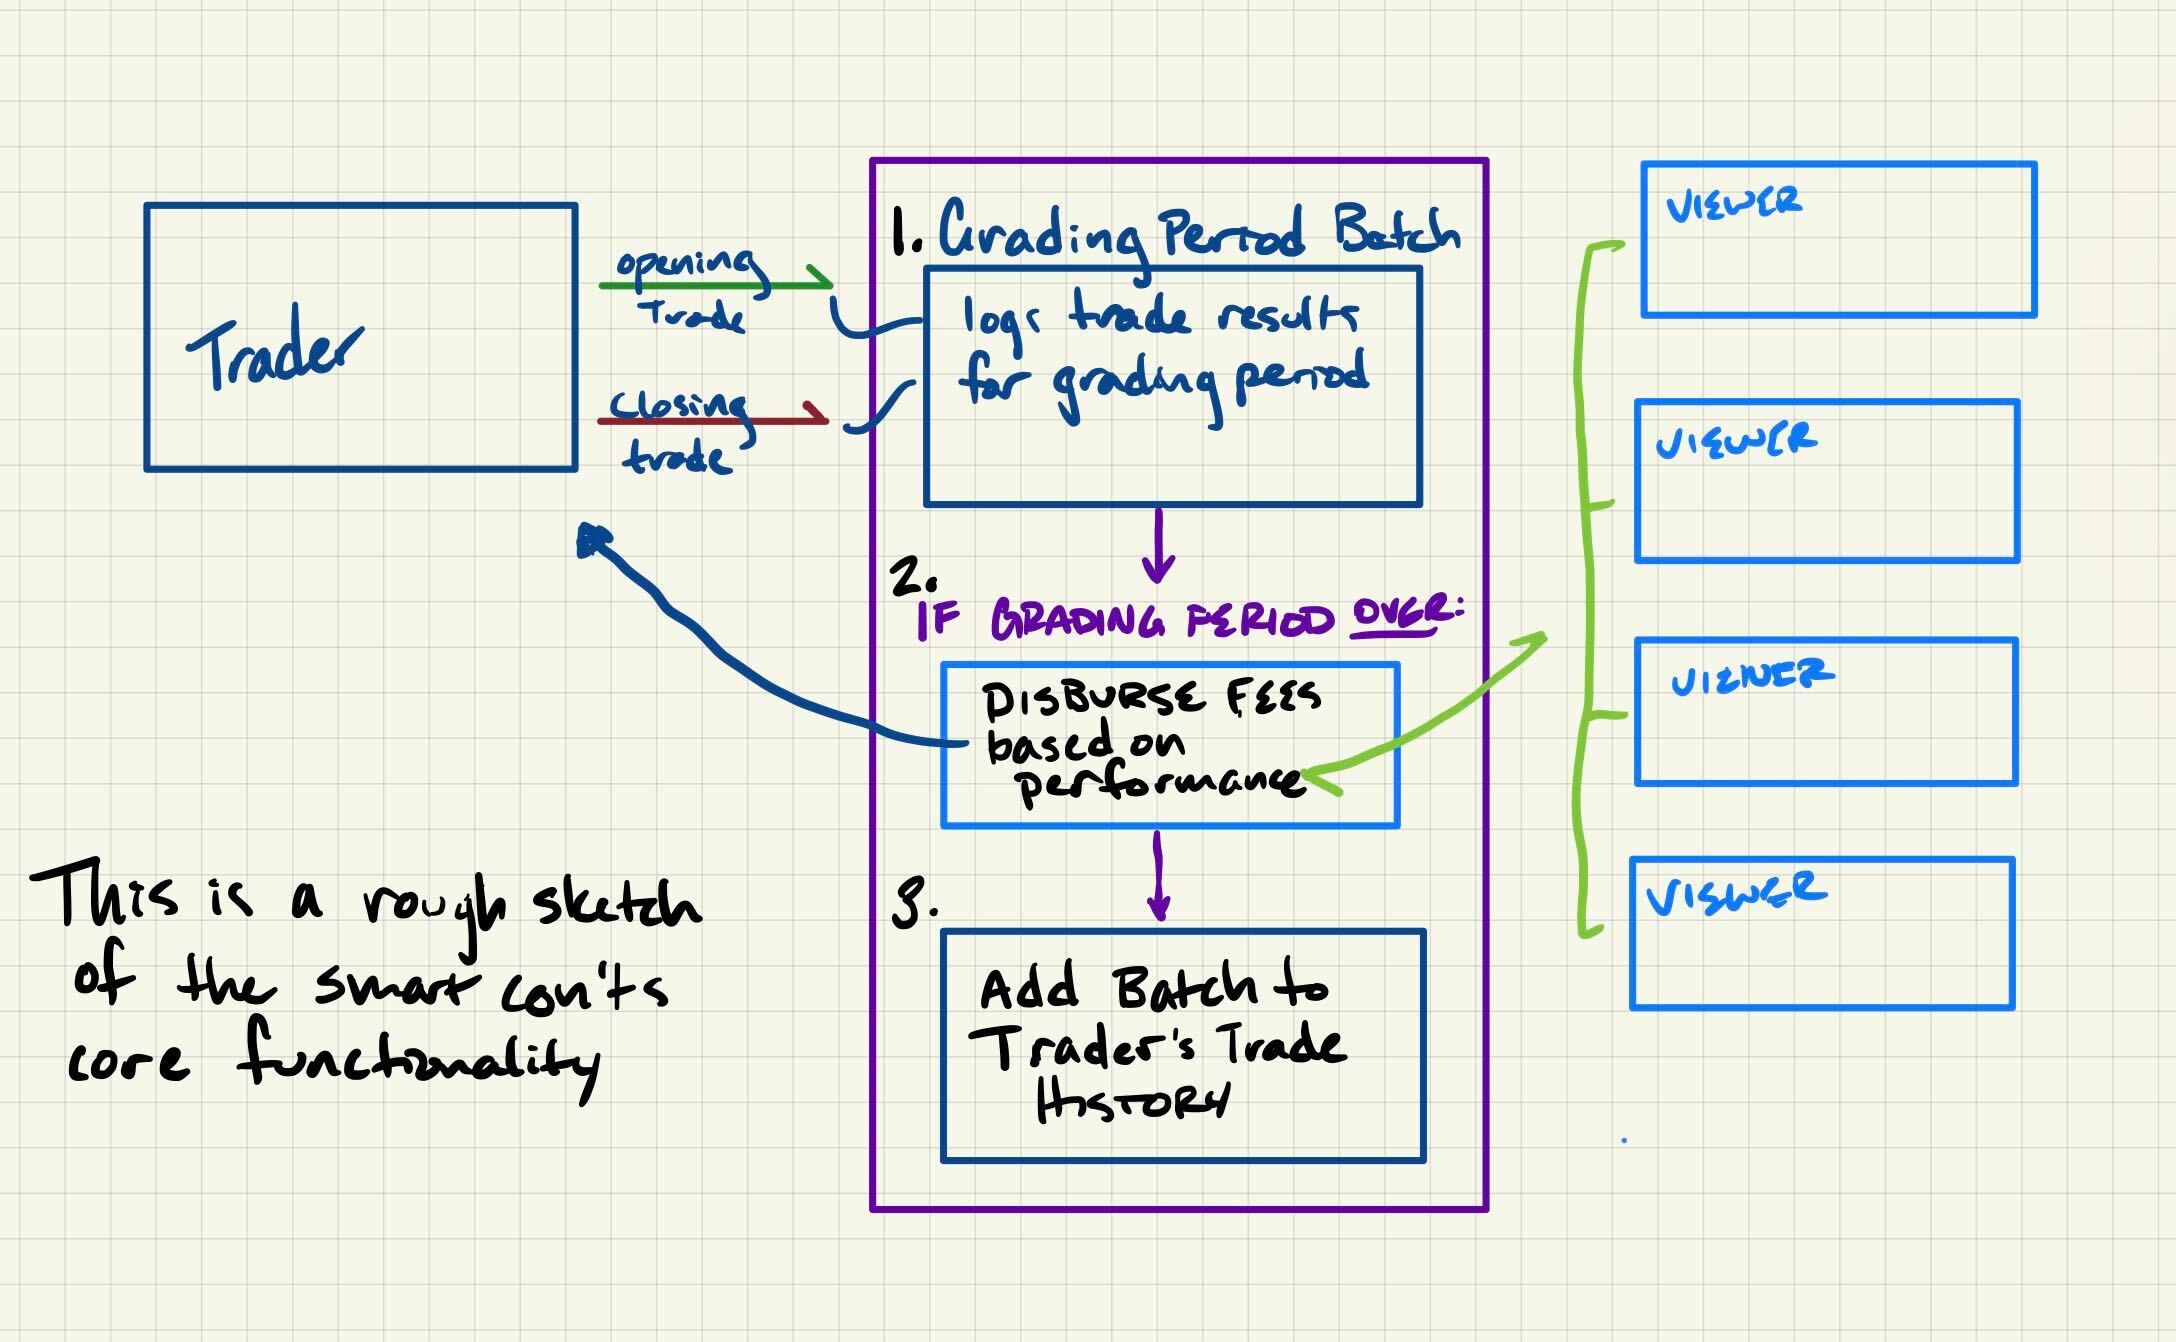 Trader
opening
Trade
closing
trade
1. Grading Period Batch
logs trade results
for grading period
2.
IF GRADING PERIOD OVER:
DISBURSE FEES
based on
performance
3.
Add Batch to
Trader's Trade
HISTORY
VIEWER
VIEWER
VIEWER
VIEWER
This is a rough sketch
of the smart con'ts
core functionality